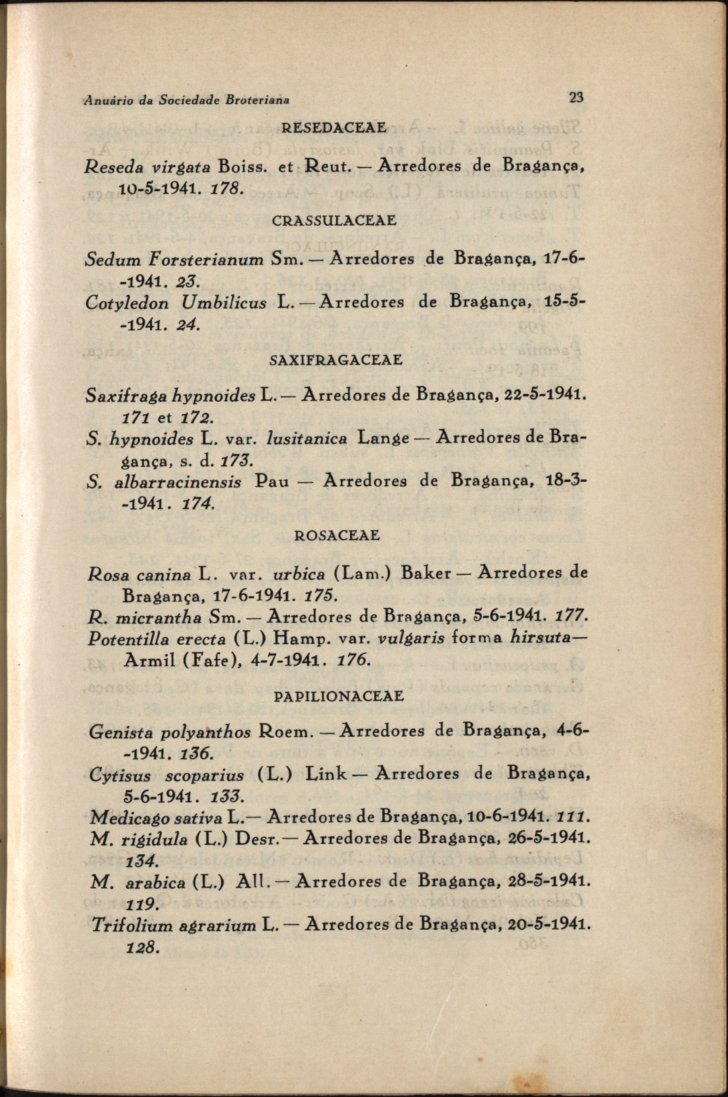 Anuário da Sociedade Broteriana 23
RESEDACEAE
Reseda virgata Boiss. et Reut. — Arredores de Bragança,
10-5-1941. 178.
CRASSULACEAE
Sedum Forsterianum Sm. — Arredores de Bragança, 17-6-
-1941. 23.
Cotyledon Umbilicus L. — Arredores de Bragança, 15-5-
-1941. 24.
SAXIFRAGACEAE
Saxifraga hypnoides L. — Arredores de Bragança, 22-5-1941.
171 et 172.
S. hypnoides L. var. lusitanica Lange — Arredores de Bra-
gança, s. d. 173.
S. albarracinensis Pau — Arredores de Bragança, 18-3-
-1941. 174.
ROSACEAE
Rosa canina L. var. urbica (Lam.) Baker — Arredores de
Bragança, 17-6-1941. 175.
R. micrantha Sm. — Arredores de Bragança, 5-6-1941. 177.
Potentilla erecta (L.) Hamp. var. vulgaris forma hirsuta—
Armil (Fafe), 4-7-1941. 176.
PAPILIONACEAE
Genista polyanthos Roem. — Arredores de Bragança, 4-6-
-1941. 136.
Cytisus scoparius (L.) Link — Arredores de Bragança,
5-6-1941. 133.
Medicago sativa L.— Arredores de Bragança, 10-6-1941. 111.
M. rigidula (L.) Desr.— Arredores de Bragança, 26-5-1941.
134.
M. arabica (L.) All. — Arredores de Bragança, 28-5-1941.
119.
Trifolium agrarium L. — Arredores de Bragança, 20-5-1941.
128.